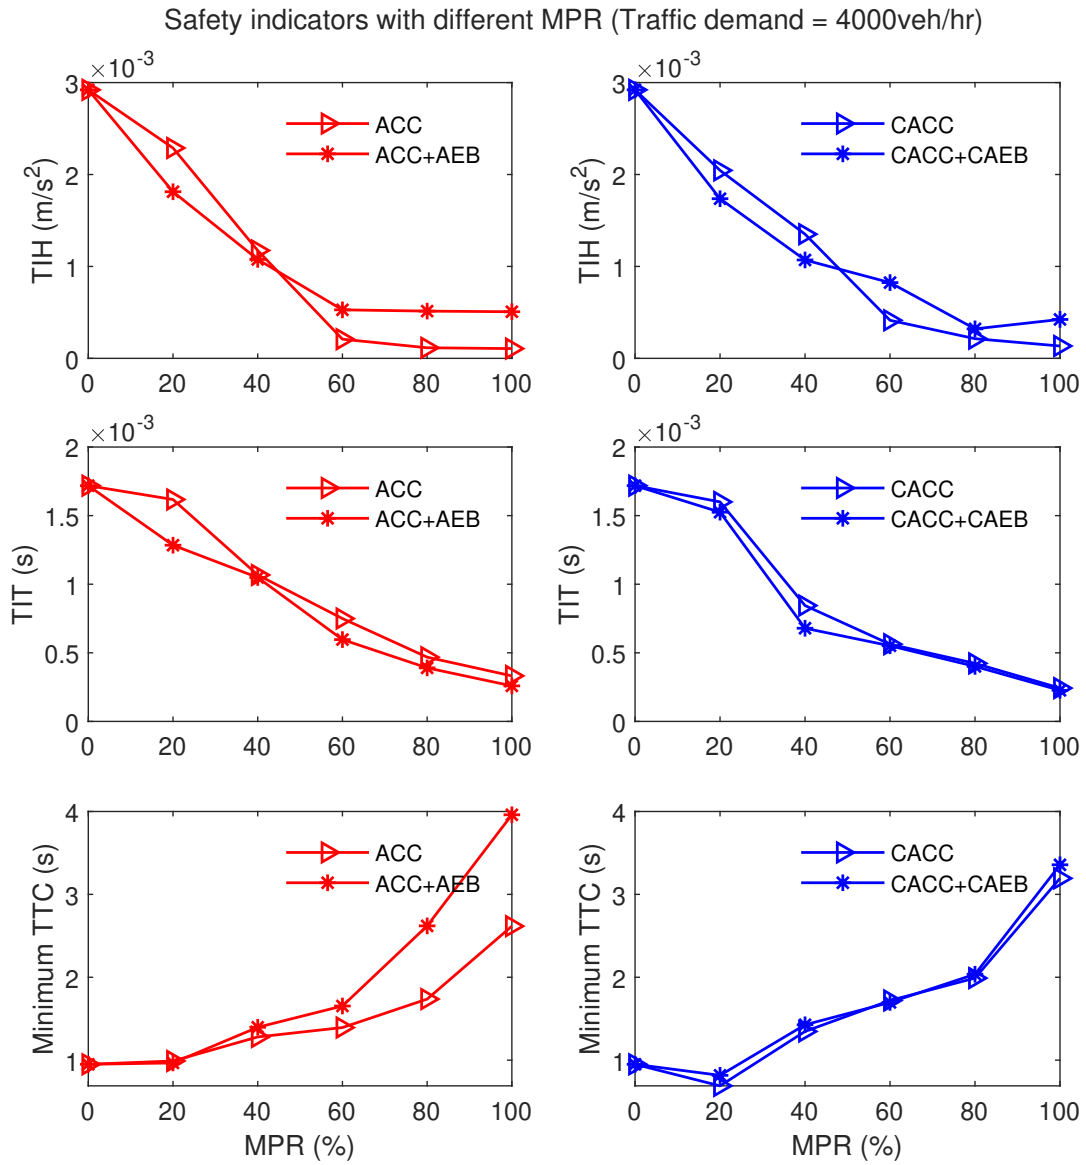 Safety indicators with different MPR (Traffic demand = 4000veh/hr)
×10⁻³
3
2
1
0
TIH (m/s²)
ACC
ACC+AEB
0 20 40 60 80 100
×10⁻³
3
2
1
0
TIH (m/s²)
CACC
CACC+CAEB
0 20 40 60 80 100
×10⁻³
2
1.5
1
0.5
0
TIT (s)
ACC
ACC+AEB
0 20 40 60 80 100
×10⁻³
2
1.5
1
0.5
0
TIT (s)
CACC
CACC+CAEB
0 20 40 60 80 100
4
3
2
1
Minimum TTC (s)
ACC
ACC+AEB
0 20 40 60 80 100
MPR (%)
4
3
2
1
Minimum TTC (s)
CACC
CACC+CAEB
0 20 40 60 80 100
MPR (%)